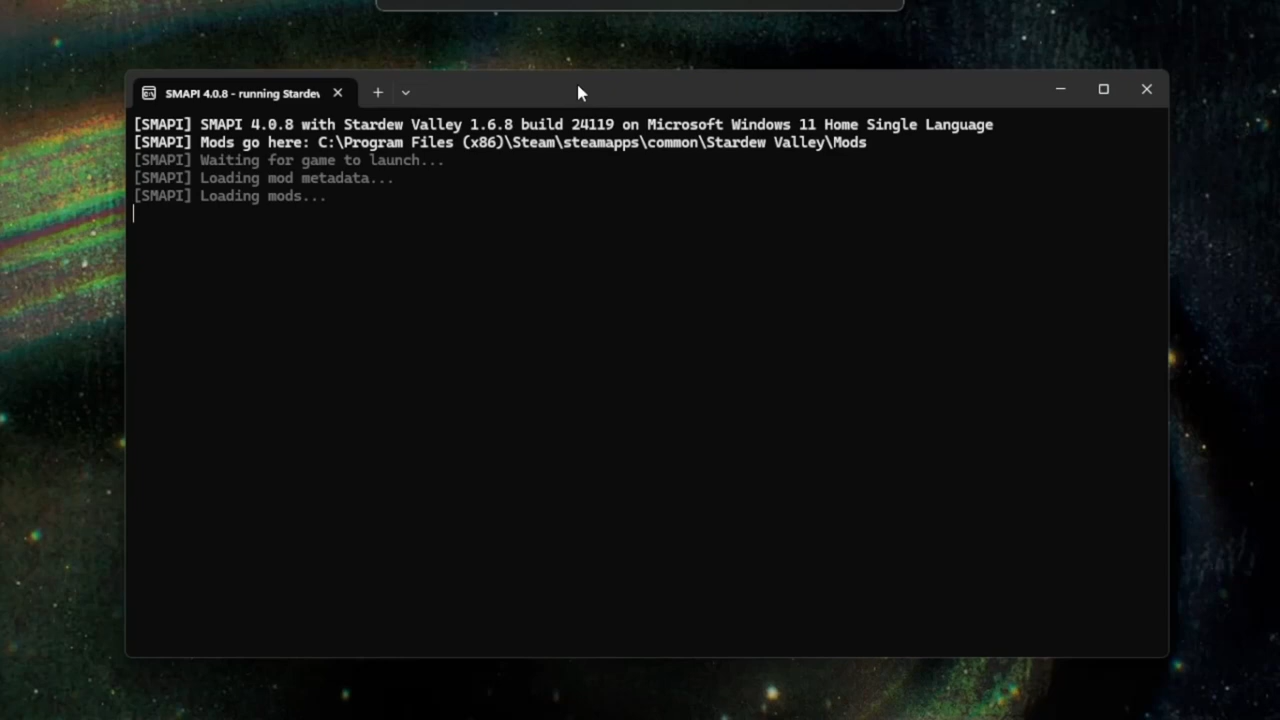 SMAPI 4.0.8 - running Stardew
[SMAPI] SMAPI 4.0.8 with Stardew Valley 1.6.8 build 24119 on Microsoft Windows 11 Home Single Language
[SMAPI] Mods go here: C:\Program Files (x86)\Steam\steamapps\common\Stardew Valley\Mods
[SMAPI] Waiting for game to launch...
[SMAPI] Loading mod metadata...
[SMAPI] Loading mods...